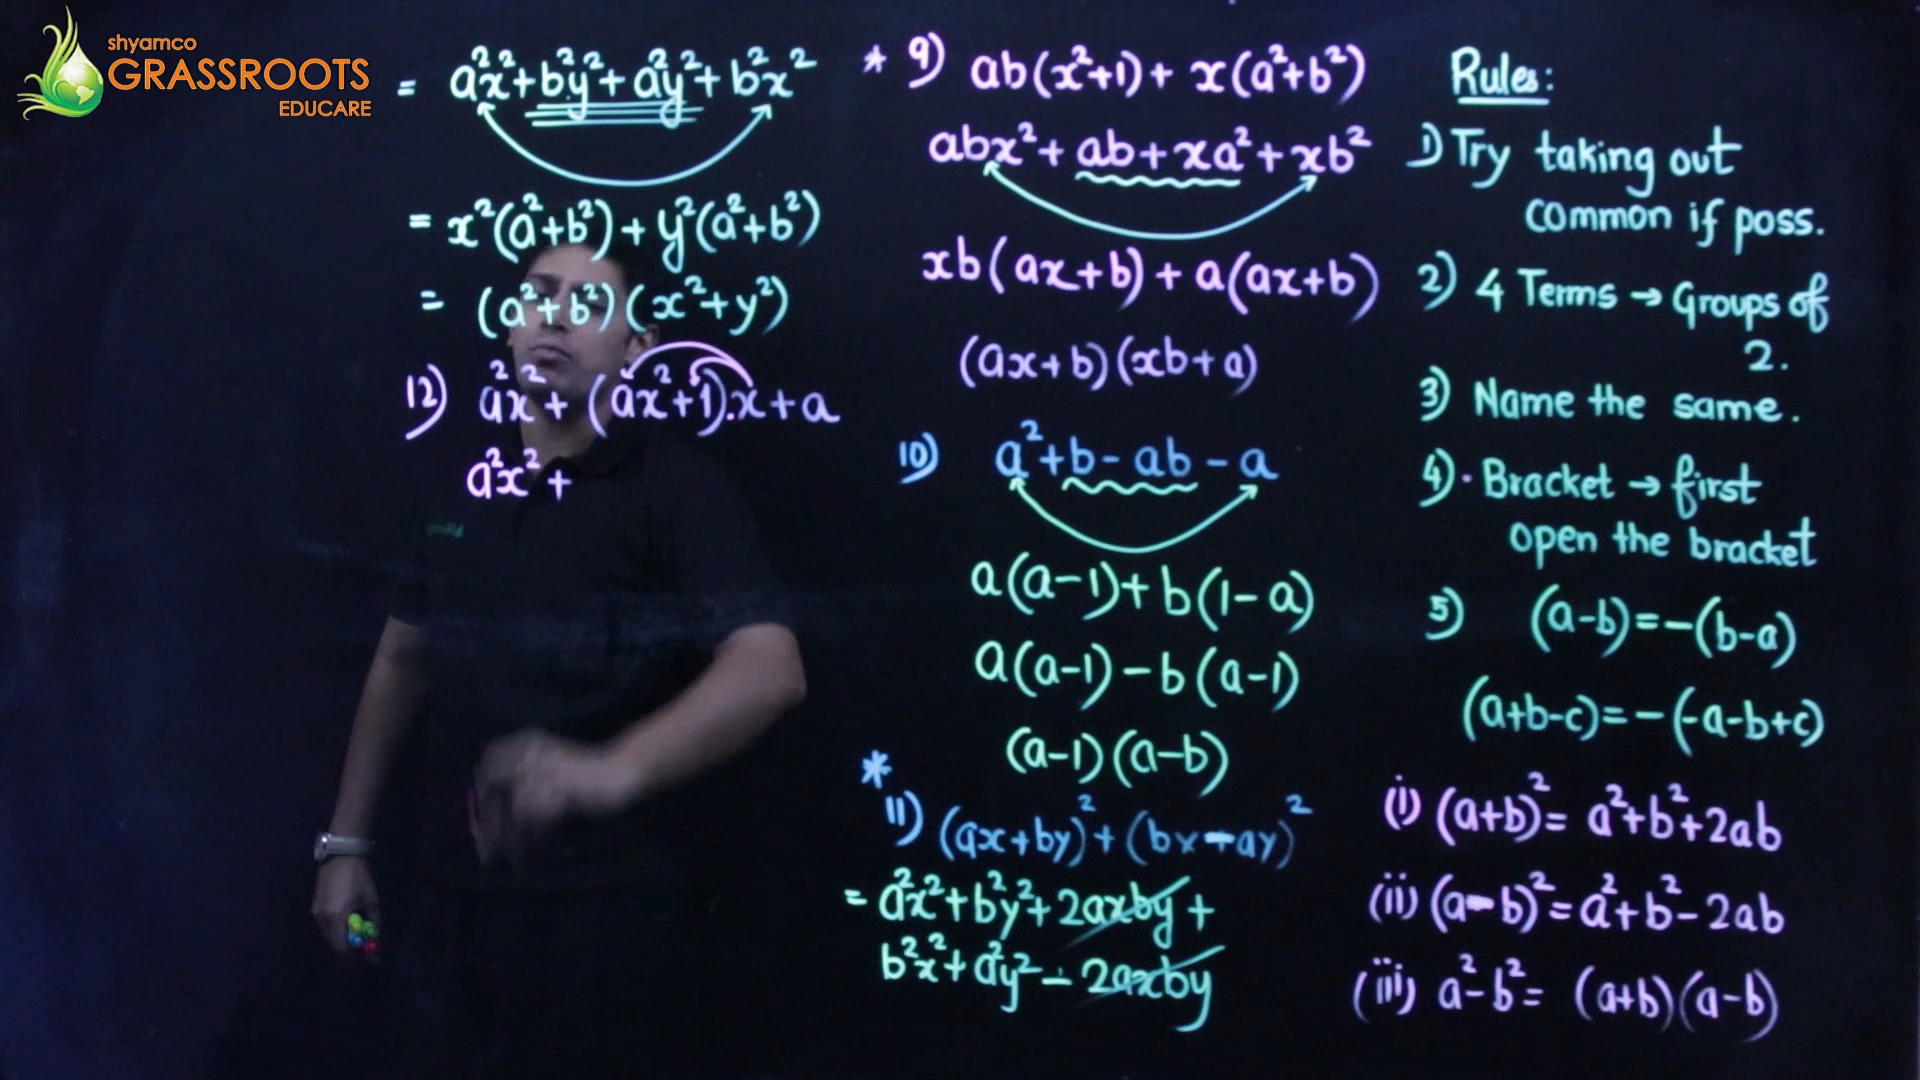 shyamco
GRASSROOTS
EDUCARE
= a²x² + b²y² + a²y² + b²x²
= x²(a²+b²) + y²(a²+b²)
= (a²+b²)(x²+y²)
12) a²x² + (ax²+1).x + a
a²x² +
* 9) ab(x²+1) + x(a²+b²)
abx² + ab + xa² + xb²
xb(ax+b) + a(ax+b)
(ax+b)(xb+a)
10) a² + b - ab - a
a(a-1) + b(1-a)
a(a-1) - b(a-1)
(a-1)(a-b)
*
11) (ax+by)² + (bx-ay)²
= a²x² + b²y² + 2axby +
b²x² + a²y² - 2axby
Rules:
1) Try taking out
common if poss.
2) 4 Terms → Groups of
2.
3) Name the same.
4) · Bracket → first
open the bracket
5) (a-b) = -(b-a)
(a+b-c) = -(-a-b+c)
(i) (a+b)² = a²+b²+2ab
(ii) (a-b)² = a²+b²-2ab
(iii) a²-b² = (a+b)(a-b)